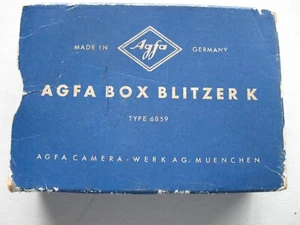 MADE IN Agfa GERMANY
AGFA BOX BLITZER K
TYPE 6859
AGFA CAMERA-WERK AG. MUENCHEN